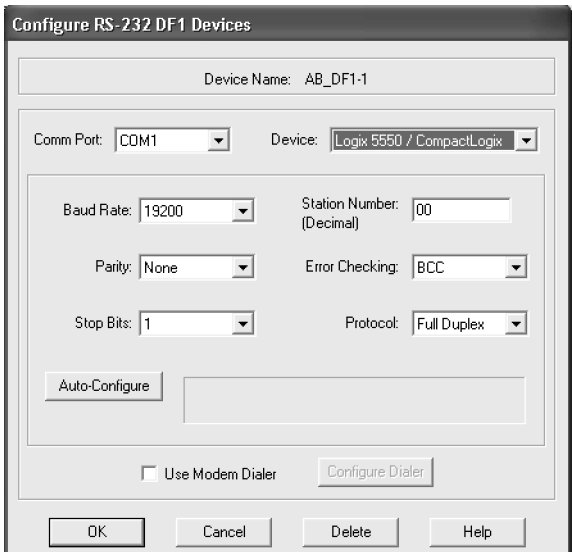 Configure RS-232 DF1 Devices
Device Name: AB_DF1-1
Comm Port: COM1 Device: Logix 5550 / CompactLogix
Baud Rate: 19200 Station Number: 00
(Decimal)
Parity: None Error Checking: BCC
Stop Bits: 1 Protocol: Full Duplex
Auto-Configure
Use Modem Dialer Configure Dialer
OK Cancel Delete Help